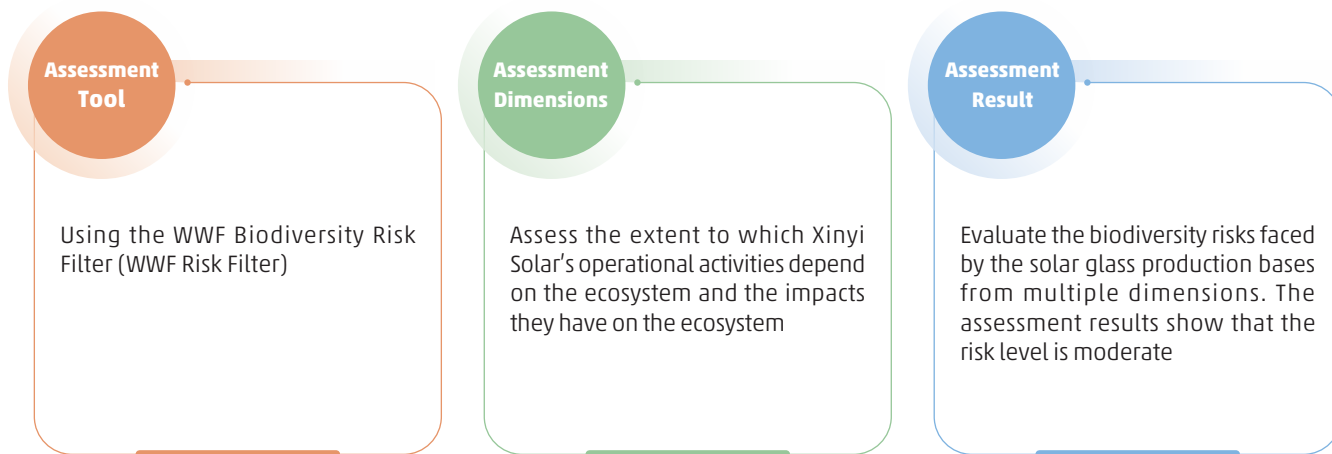 Assessment
Tool
Using the WWF Biodiversity Risk
Filter (WWF Risk Filter)
Assessment
Dimensions
Assess the extent to which Xinyi
Solar's operational activities depend
on the ecosystem and the impacts
they have on the ecosystem
Assessment
Result
Evaluate the biodiversity risks faced
by the solar glass production bases
from multiple dimensions. The
assessment results show that the
risk level is moderate